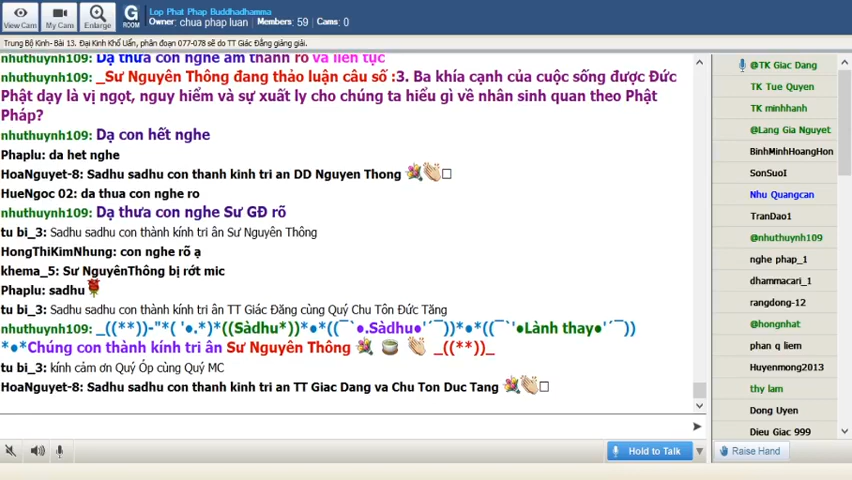 Lop Phat Phap Buddhadhamma
Owner: chua phap luan Members: 59 Cams: 0
View Cam My Cam Enlarge G ROOM
Trung Bộ Kinh- Bài 13. Đại Kinh Khổ Uẩn, phân đoạn 077-078 sẽ do TT Giác Đẳng giảng giải.
nhuthuynh109: Dạ thưa con nghe âm thanh rõ và liên tục
nhuthuynh109: _Sư Nguyên Thông đang thảo luận câu số :3. Ba khía cạnh của cuộc sống được Đức
Phật dạy là vị ngọt, nguy hiểm và sự xuất ly cho chúng ta hiểu gì về nhân sinh quan theo Phật
Pháp?
nhuthuynh109: Dạ con hết nghe
Phaplu: da het nghe
HoaNguyet-8: Sadhu sadhu con thanh kinh tri an DD Nguyen Thong 💐👏□
HueNgoc 02: da thua con nghe ro
nhuthuynh109: Dạ thưa con nghe Sư GĐ rõ
tu bi_3: Sadhu sadhu con thành kính tri ân Sư Nguyên Thông
HongThiKimNhung: con nghe rõ ạ
khema_5: Sư NguyênThông bị rớt mic
Phaplu: sadhu🌹
tu bi_3: Sadhu sadhu con thành kính tri ân TT Giác Đăng cùng Quý Chu Tôn Đức Tăng
nhuthuynh109: _((**))-"*( '●.*)*((Sàdhu*))*●*((¯`●.Sàdhu●'´¯))*●*((¯`'●Lành thay●'´¯))
*●*Chúng con thành kính tri ân Sư Nguyên Thông 💐 🍵 👏 _((**))_
tu bi_3: kính cảm ơn Quý Óp cùng Quý MC
HoaNguyet-8: Sadhu sadhu con thanh kinh tri an TT Giac Dang va Chu Ton Duc Tang 💐👏□
Hold to Talk
@TK Giac Dang
TK Tue Quyen
TK minhhanh
@Lang Gia Nguyet
BinhMinhHoangHon
SonSuoI
Nhu Quangcan
TranDao1
@nhuthuynh109
nghe phap_1
dhammacari_1
rangdong-12
@hongnhat
phan q liem
Huyenmong2013
thy lam
Dong Uyen
Dieu Giac 999
Raise Hand